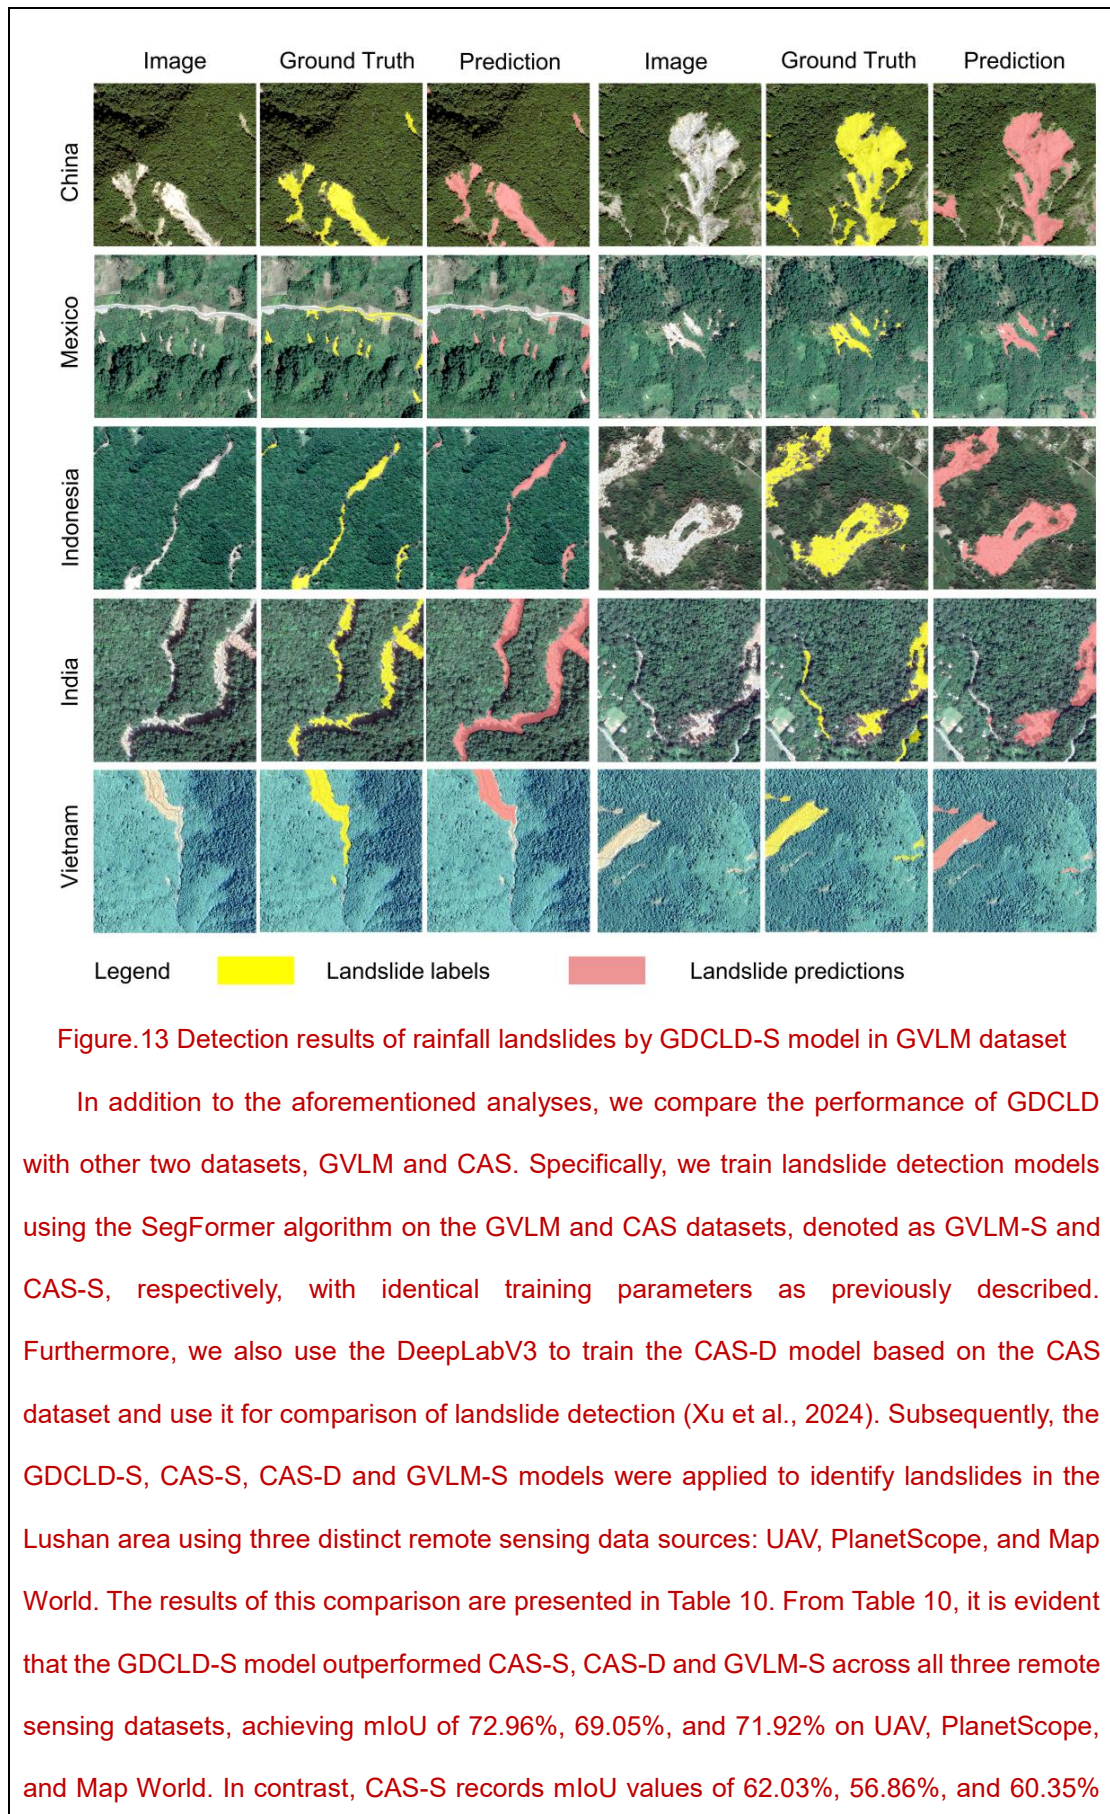 Image Ground Truth Prediction Image Ground Truth Prediction
China
Mexico
Indonesia
India
Vietnam
Legend Landslide labels Landslide predictions
Figure.13 Detection results of rainfall landslides by GDCLD-S model in GVLM dataset
In addition to the aforementioned analyses, we compare the performance of GDCLD
with other two datasets, GVLM and CAS. Specifically, we train landslide detection models
using the SegFormer algorithm on the GVLM and CAS datasets, denoted as GVLM-S and
CAS-S, respectively, with identical training parameters as previously described.
Furthermore, we also use the DeepLabV3 to train the CAS-D model based on the CAS
dataset and use it for comparison of landslide detection (Xu et al., 2024). Subsequently, the
GDCLD-S, CAS-S, CAS-D and GVLM-S models were applied to identify landslides in the
Lushan area using three distinct remote sensing data sources: UAV, PlanetScope, and Map
World. The results of this comparison are presented in Table 10. From Table 10, it is evident
that the GDCLD-S model outperformed CAS-S, CAS-D and GVLM-S across all three remote
sensing datasets, achieving mIoU of 72.96%, 69.05%, and 71.92% on UAV, PlanetScope,
and Map World. In contrast, CAS-S records mIoU values of 62.03%, 56.86%, and 60.35%